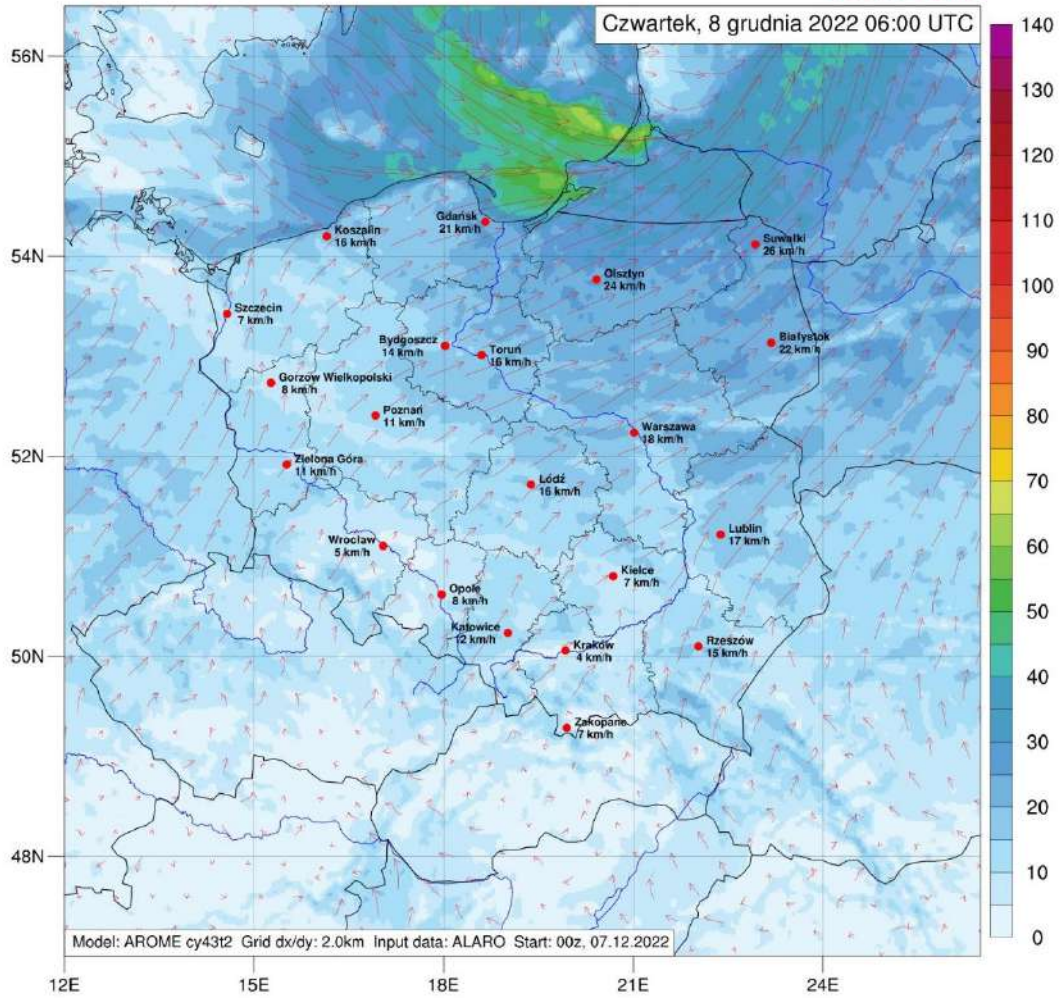 Czwartek, 8 grudnia 2022 06:00 UTC
140
130
120
110
100
90
80
70
60
50
40
30
20
10
0
56N
54N
52N
50N
48N
12E
15E
18E
21E
24E
Gdańsk
21 km/h
Koszalin
16 km/h
Suwałki
26 km/h
Olsztyn
24 km/h
Szczecin
7 km/h
Bydgoszcz
14 km/h
Toruń
16 km/h
Białystok
22 km/h
Gorzów Wielkopolski
8 km/h
Poznań
11 km/h
Warszawa
18 km/h
Zielona Góra
11 km/h
Łódź
16 km/h
Wrocław
5 km/h
Lublin
17 km/h
Opole
8 km/h
Kielce
7 km/h
Katowice
12 km/h
Kraków
4 km/h
Rzeszów
15 km/h
Zakopane
7 km/h
Model: AROME cy43t2 Grid dx/dy: 2.0km Input data: ALARO Start: 00z, 07.12.2022